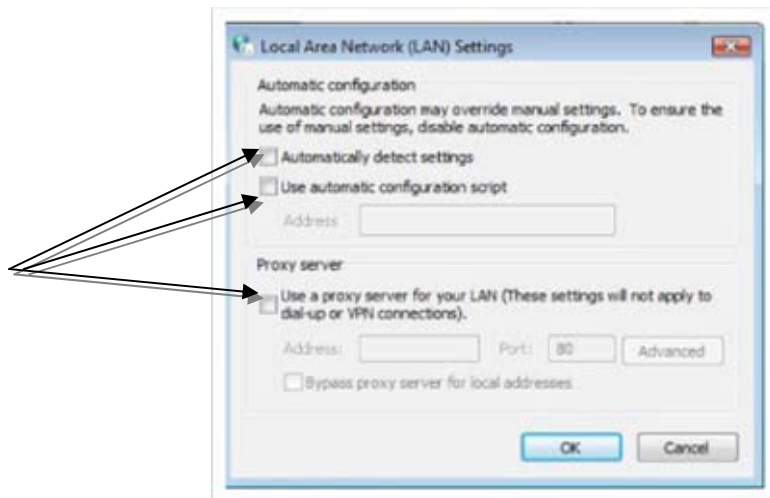 Local Area Network (LAN) Settings
Automatic configuration
Automatic configuration may override manual settings. To ensure the
use of manual settings, disable automatic configuration.
Automatically detect settings
Use automatic configuration script
Address
Proxy server
Use a proxy server for your LAN (These settings will not apply to
dial-up or VPN connections).
Address: Port: 80 Advanced
Bypass proxy server for local addresses
OK Cancel